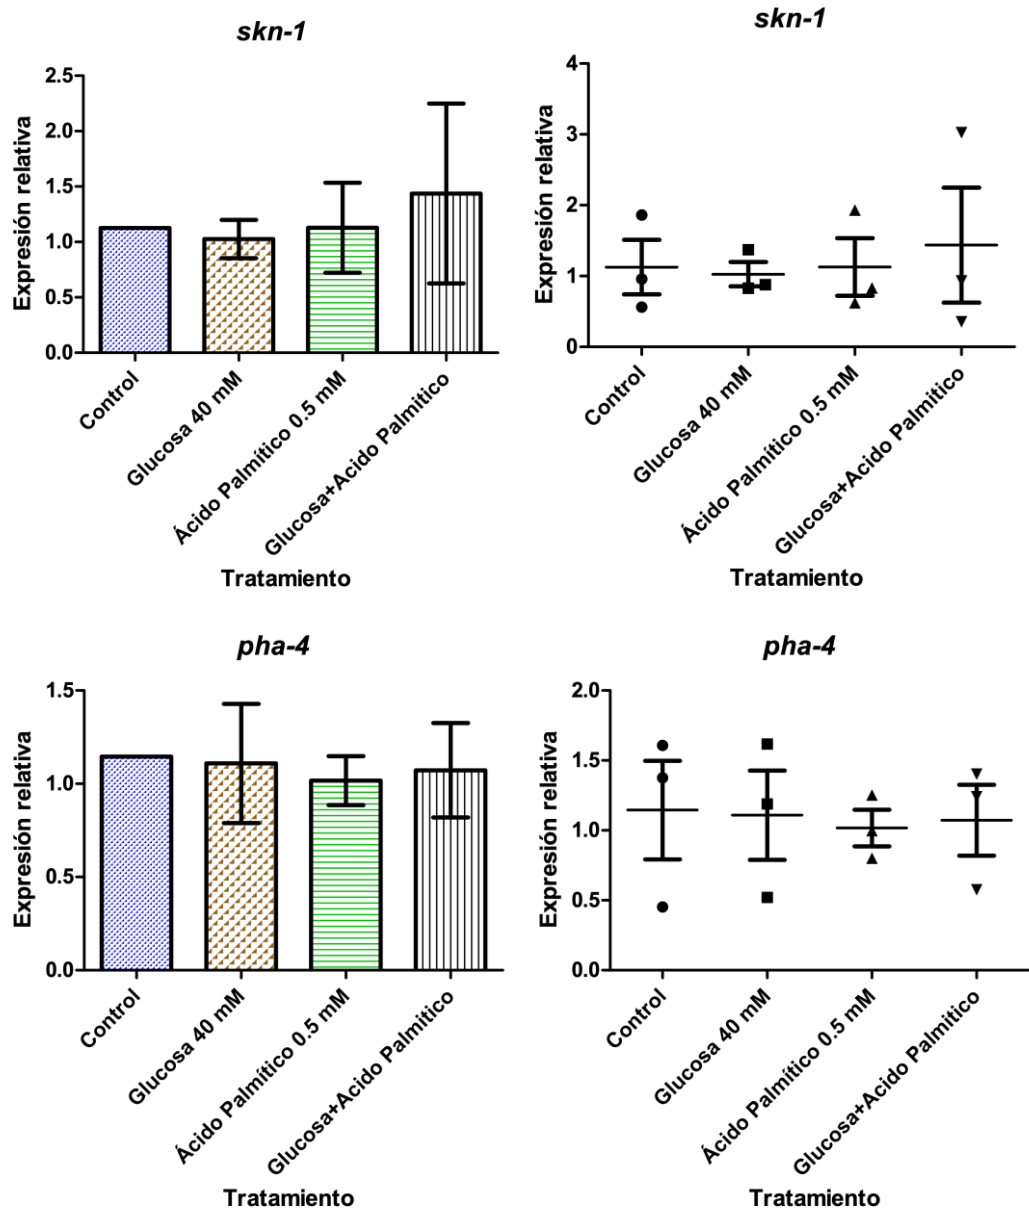 skn-1
Expresión relativa
2.5
2.0
1.5
1.0
0.5
0.0
Control
Glucosa 40 mM
Ácido Palmítico 0.5 mM
Glucosa+Acido Palmitico
Tratamiento
skn-1
Expresión relativa
4
3
2
1
0
Control
Glucosa 40 mM
Ácido Palmítico 0.5 mM
Glucosa+Acido Palmitico
Tratamiento
pha-4
Expresión relativa
1.5
1.0
0.5
0.0
Control
Glucosa 40 mM
Ácido Palmítico 0.5 mM
Glucosa+Acido Palmitico
Tratamiento
pha-4
Expresión relativa
2.0
1.5
1.0
0.5
0.0
Control
Glucosa 40 mM
Ácido Palmítico 0.5 mM
Glucosa+Acido Palmitico
Tratamiento